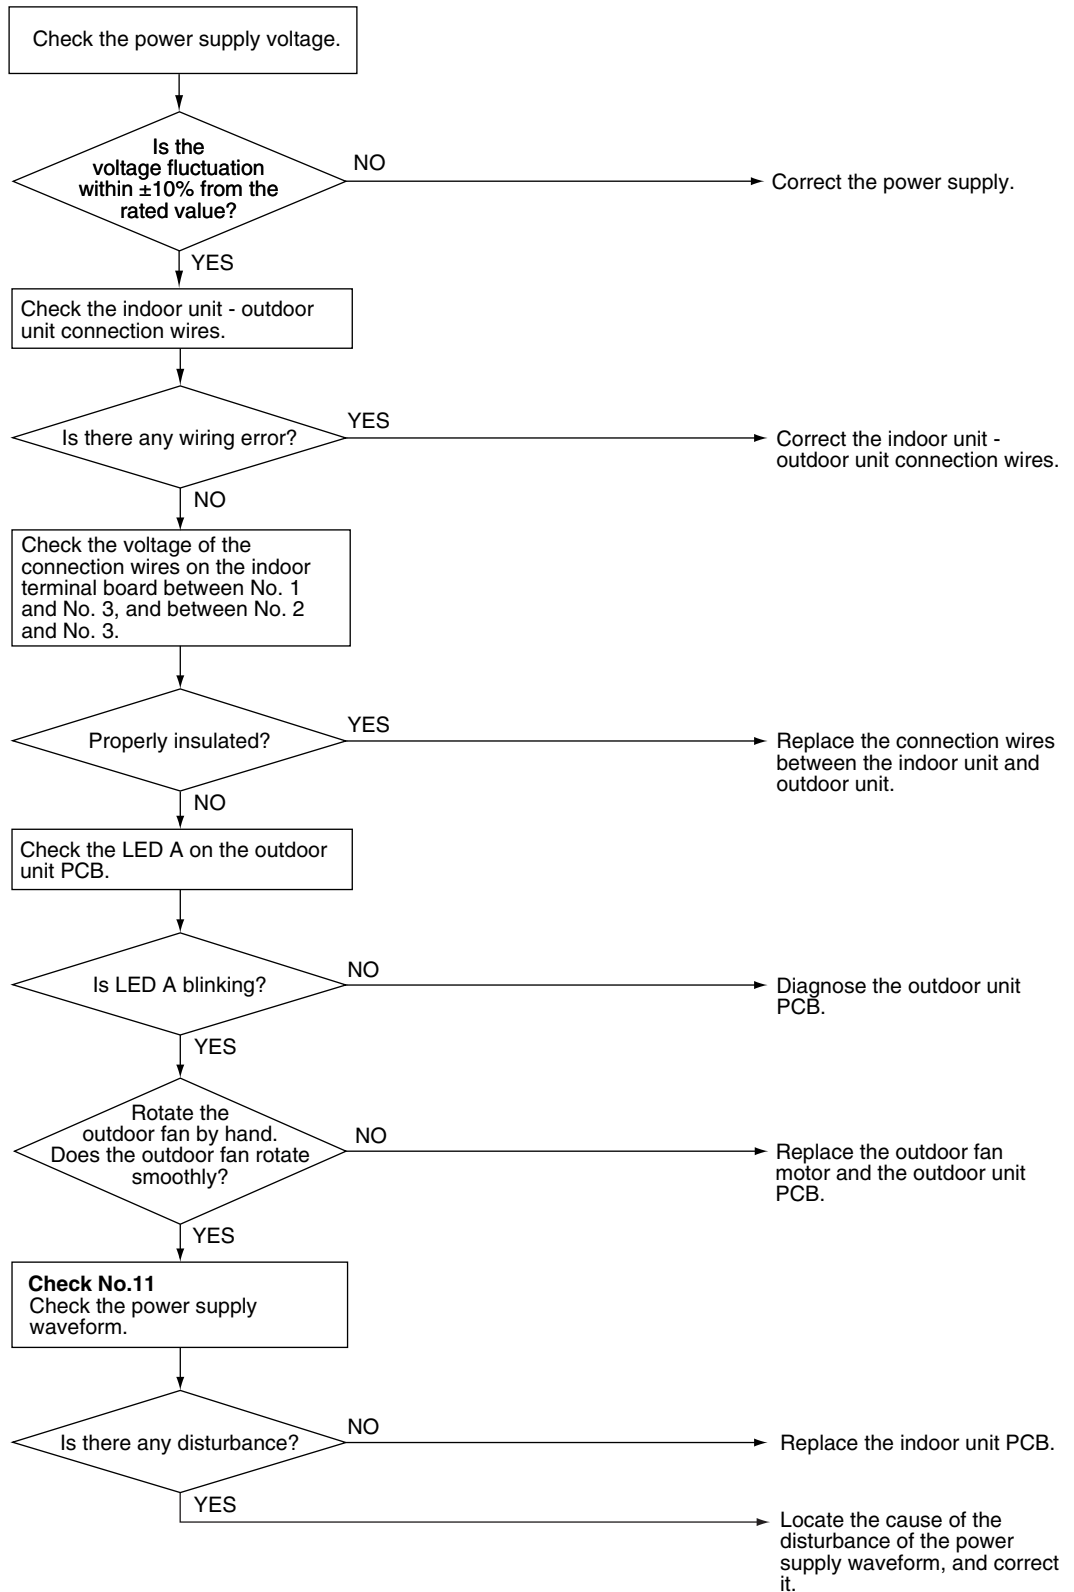 Check the power supply voltage.
Is the
voltage fluctuation
within ±10% from the
rated value?
NO
Correct the power supply.
YES
Check the indoor unit - outdoor
unit connection wires.
Is there any wiring error?
YES
Correct the indoor unit -
outdoor unit connection wires.
NO
Check the voltage of the
connection wires on the indoor
terminal board between No. 1
and No. 3, and between No. 2
and No. 3.
Properly insulated?
YES
Replace the connection wires
between the indoor unit and
outdoor unit.
NO
Check the LED A on the outdoor
unit PCB.
Is LED A blinking?
NO
Diagnose the outdoor unit
PCB.
YES
Rotate the
outdoor fan by hand.
Does the outdoor fan rotate
smoothly?
NO
Replace the outdoor fan
motor and the outdoor unit
PCB.
YES
Check No.11
Check the power supply
waveform.
Is there any disturbance?
NO
Replace the indoor unit PCB.
YES
Locate the cause of the
disturbance of the power
supply waveform, and correct
it.